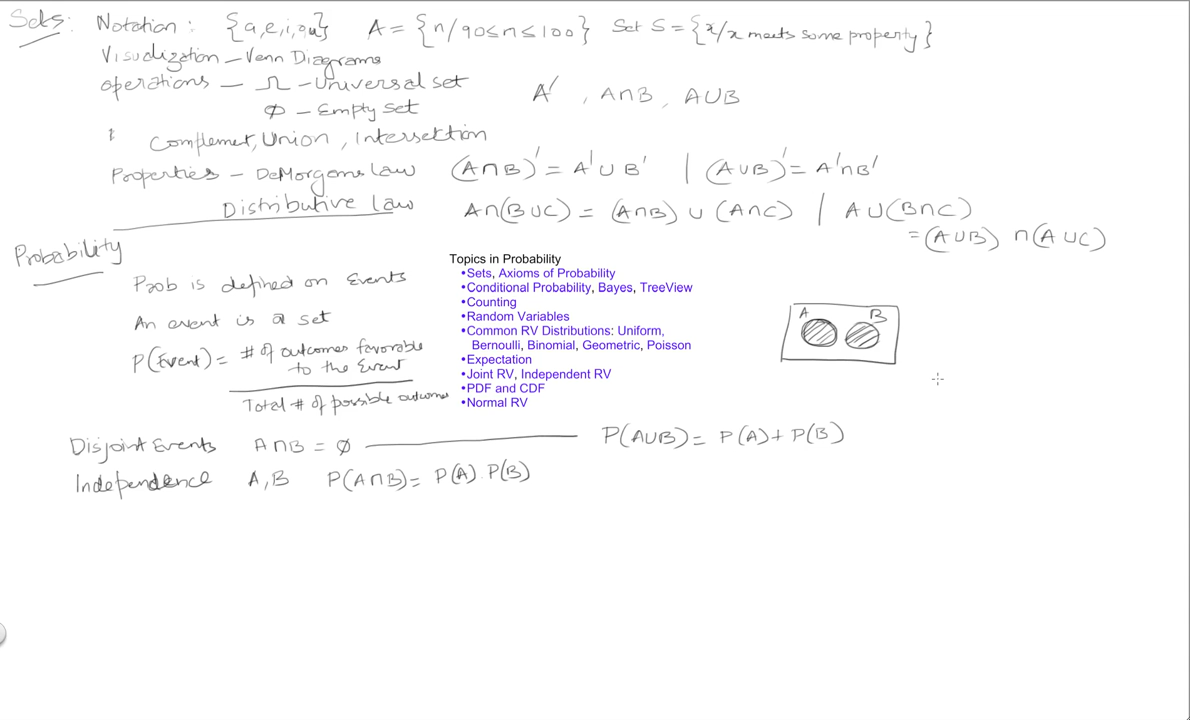 Sets: Notation: {a,e,i,o,u} A = {n/90≤n≤100} Set S = {x/x meets some property}
Visualization – Venn Diagrams
operations – Ω – Universal set
A', A∩B, A∪B
φ – Empty set
Complemet, Union, Intersektion
Properties – DeMorgans law (A∩B)' = A'∪B' | (A∪B)' = A'∩B'
Distributive law A∩(B∪C) = (A∩B) ∪ (A∩C) | A∪(B∩C)
= (A∪B) ∩(A∪C)
Probability
Prob is defined on Events
An event is a set
P(Event) = # of outcomes favorable
to the Event
Total # of possible outcomes
Topics in Probability
•Sets, Axioms of Probability
•Conditional Probability, Bayes, TreeView
•Counting
•Random Variables
•Common RV Distributions: Uniform,
Bernoulli, Binomial, Geometric, Poisson
•Expectation
•Joint RV, Independent RV
•PDF and CDF
•Normal RV
A B
Disjoint Events A∩B = φ P(A∪B) = P(A) + P(B)
Independence A,B P(A∩B) = P(A). P(B)